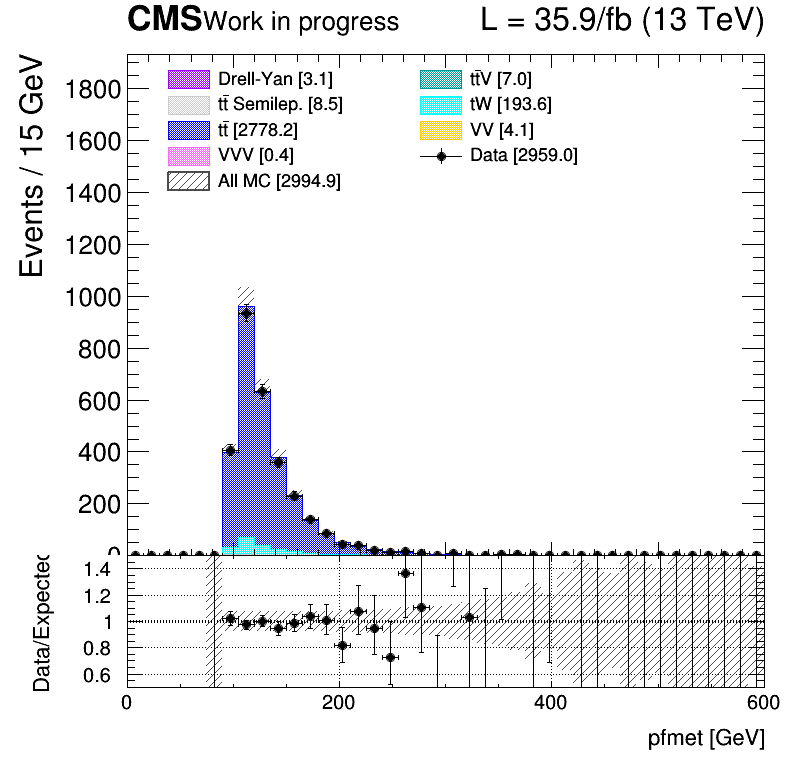 CMS Work in progress L = 35.9/fb (13 TeV)
Events / 15 GeV
Drell-Yan [3.1]
tt̄ Semilep. [8.5]
tt̄ [2778.2]
VVV [0.4]
All MC [2994.9]
tt̄V [7.0]
tW [193.6]
VV [4.1]
Data [2959.0]
1800
1600
1400
1200
1000
800
600
400
200
0
Data/Expected
1.4
1.2
1
0.8
0.6
0 200 400 600
pfmet [GeV]